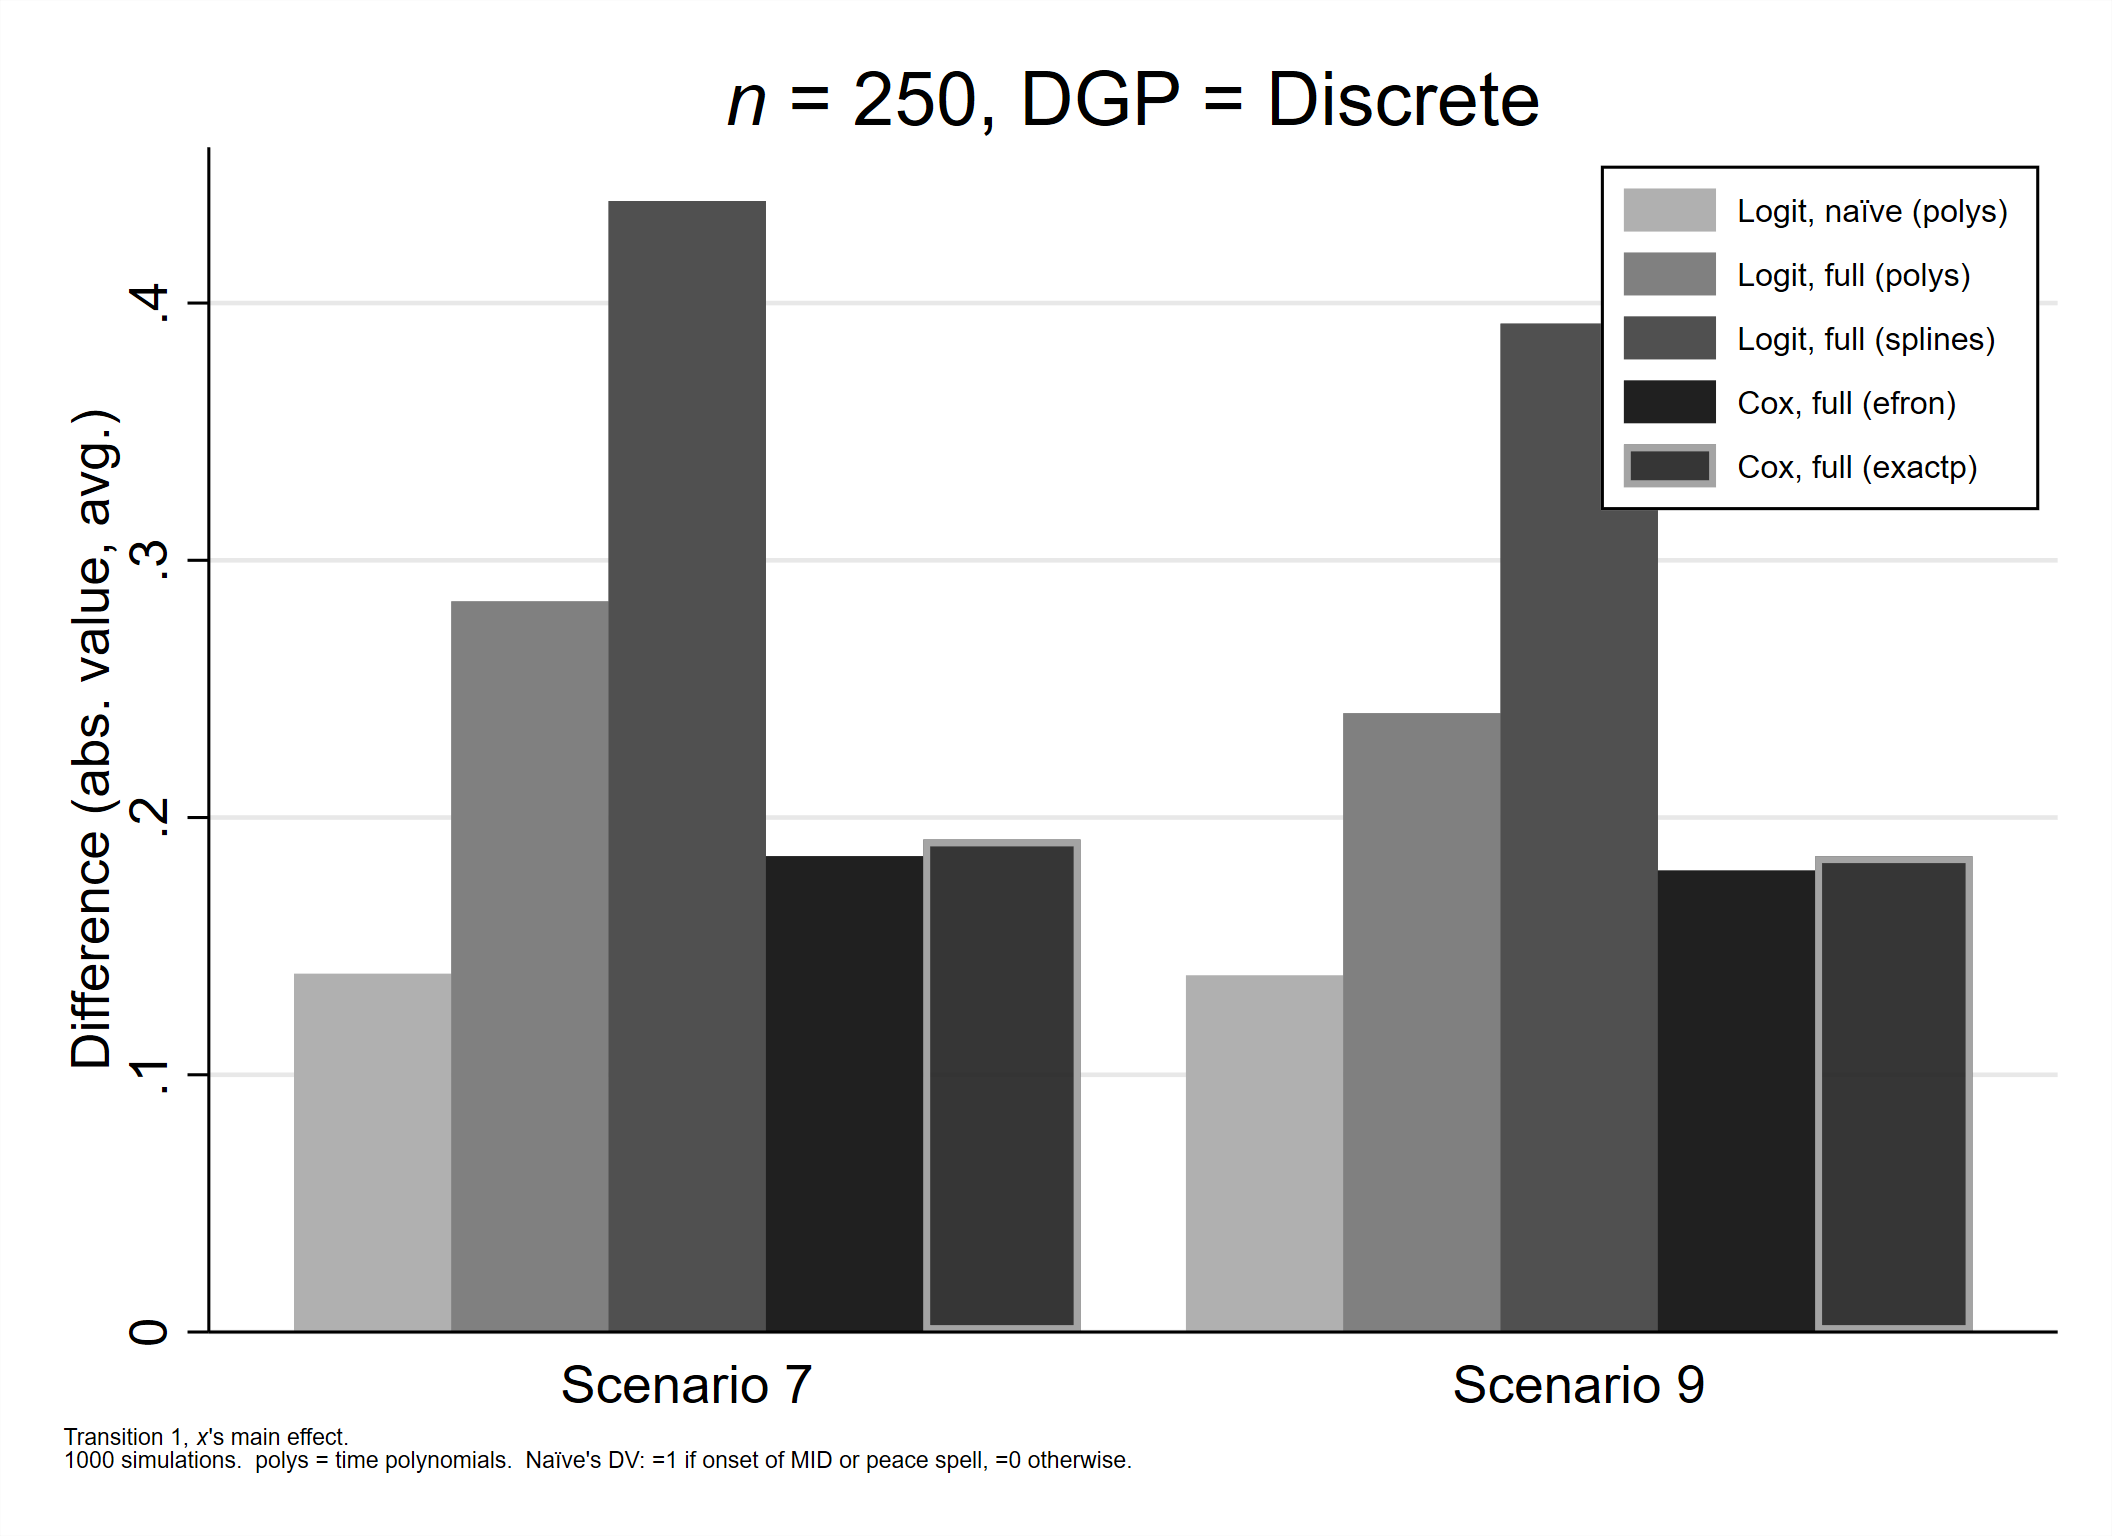 n = 250, DGP = Discrete
Difference (abs. value, avg.)
.4
.3
.2
.1
0
Logit, naïve (polys)
Logit, full (polys)
Logit, full (splines)
Cox, full (efron)
Cox, full (exactp)
Scenario 7
Scenario 9
Transition 1, x's main effect.
1000 simulations.  polys = time polynomials.  Naïve's DV: =1 if onset of MID or peace spell, =0 otherwise.